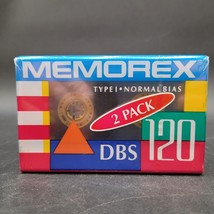 MEMOREX
TYPE I • NORMAL BIAS
2 PACK
DBS 120